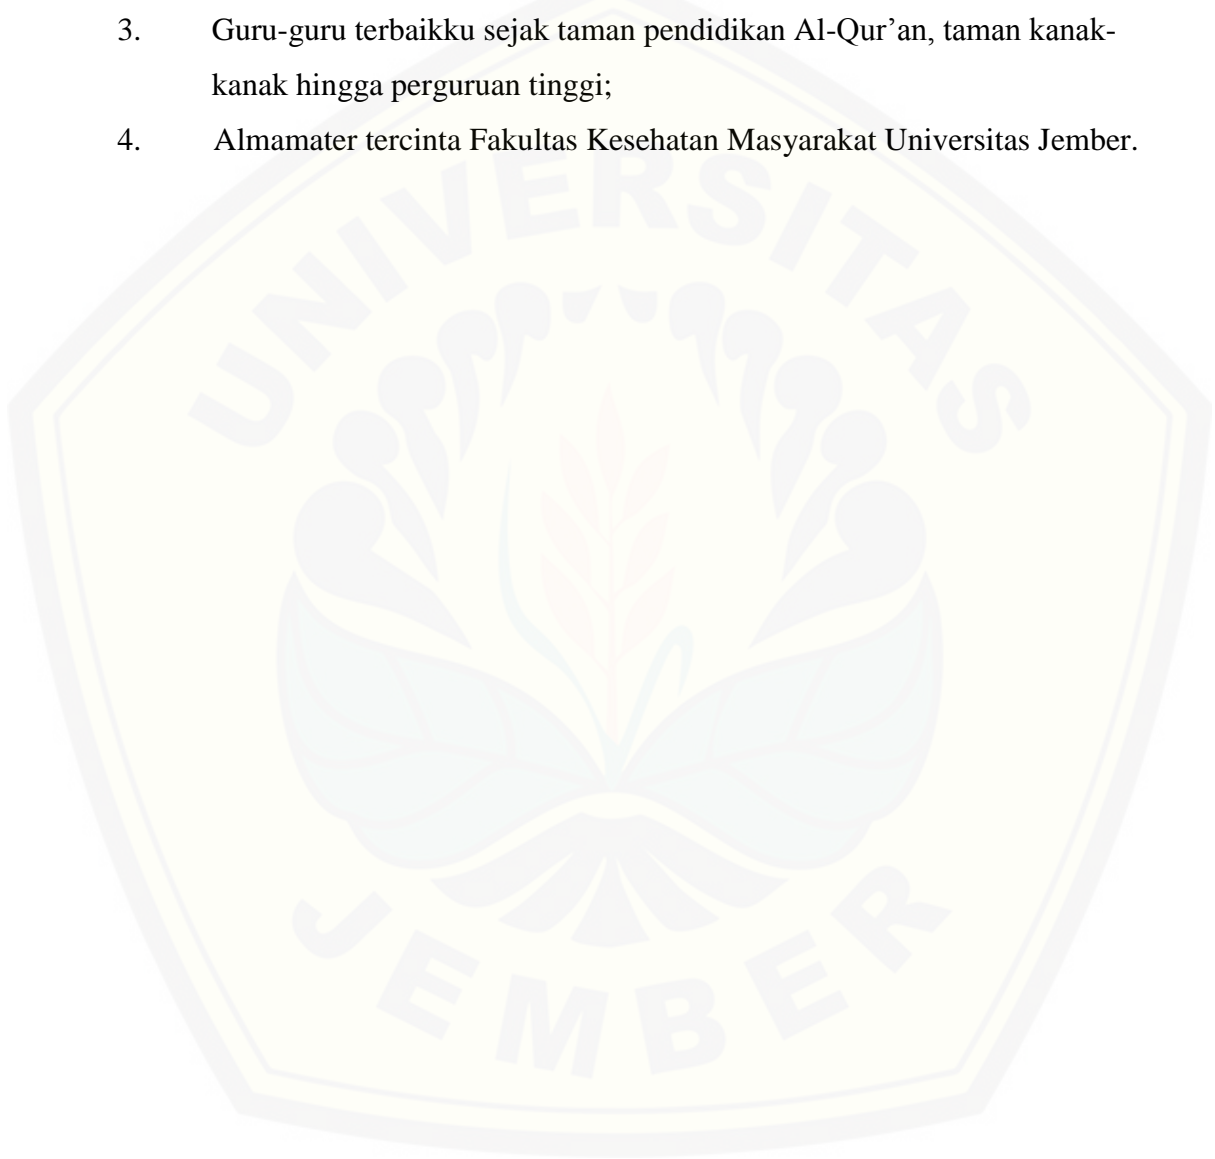 3. Guru-guru terbaikku sejak taman pendidikan Al-Qur’an, taman kanak-
kanak hingga perguruan tinggi;
4. Almamater tercinta Fakultas Kesehatan Masyarakat Universitas Jember.
UNIVERSITAS
JEMBER